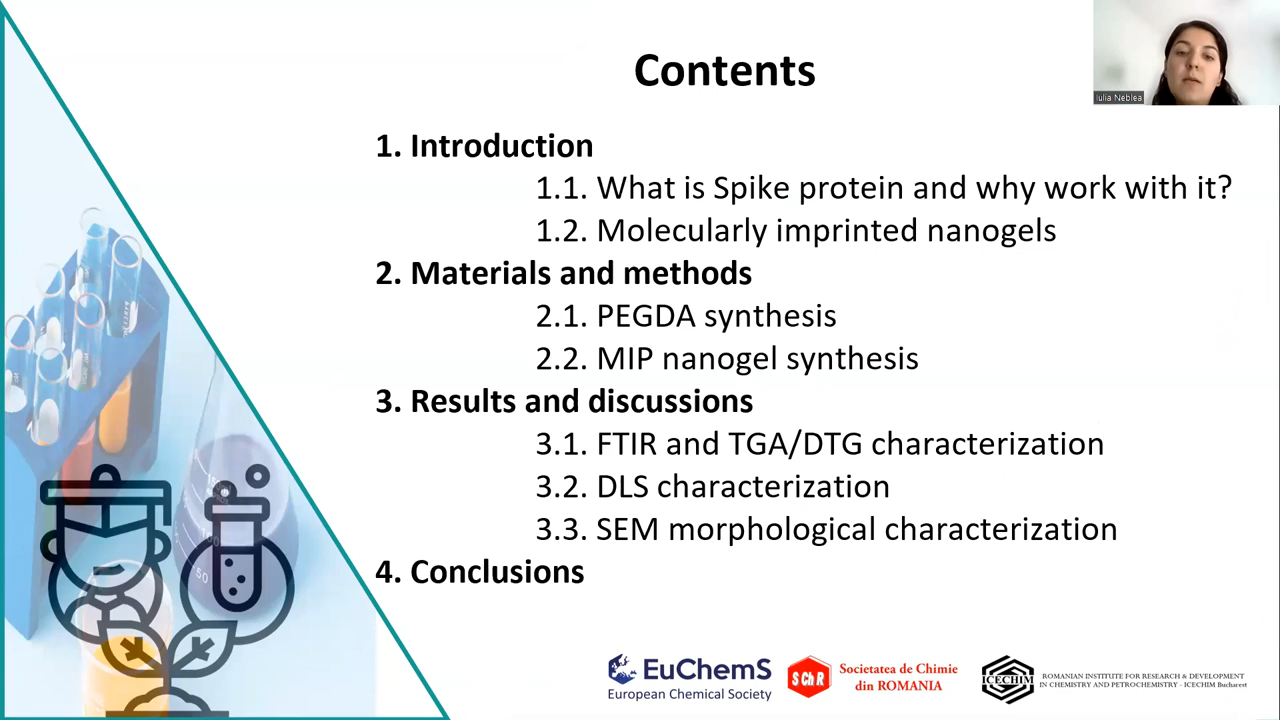 Contents
Iulia Neblea
1. Introduction
1.1. What is Spike protein and why work with it?
1.2. Molecularly imprinted nanogels
2. Materials and methods
2.1. PEGDA synthesis
2.2. MIP nanogel synthesis
3. Results and discussions
3.1. FTIR and TGA/DTG characterization
3.2. DLS characterization
3.3. SEM morphological characterization
4. Conclusions
50
EuChemS
European Chemical Society
SChR
Societatea de Chimie
din ROMANIA
ICECHIM
ROMANIAN INSTITUTE FOR RESEARCH & DEVELOPMENT
IN CHEMISTRY AND PETROCHEMISTRY - ICECHIM Bucharest